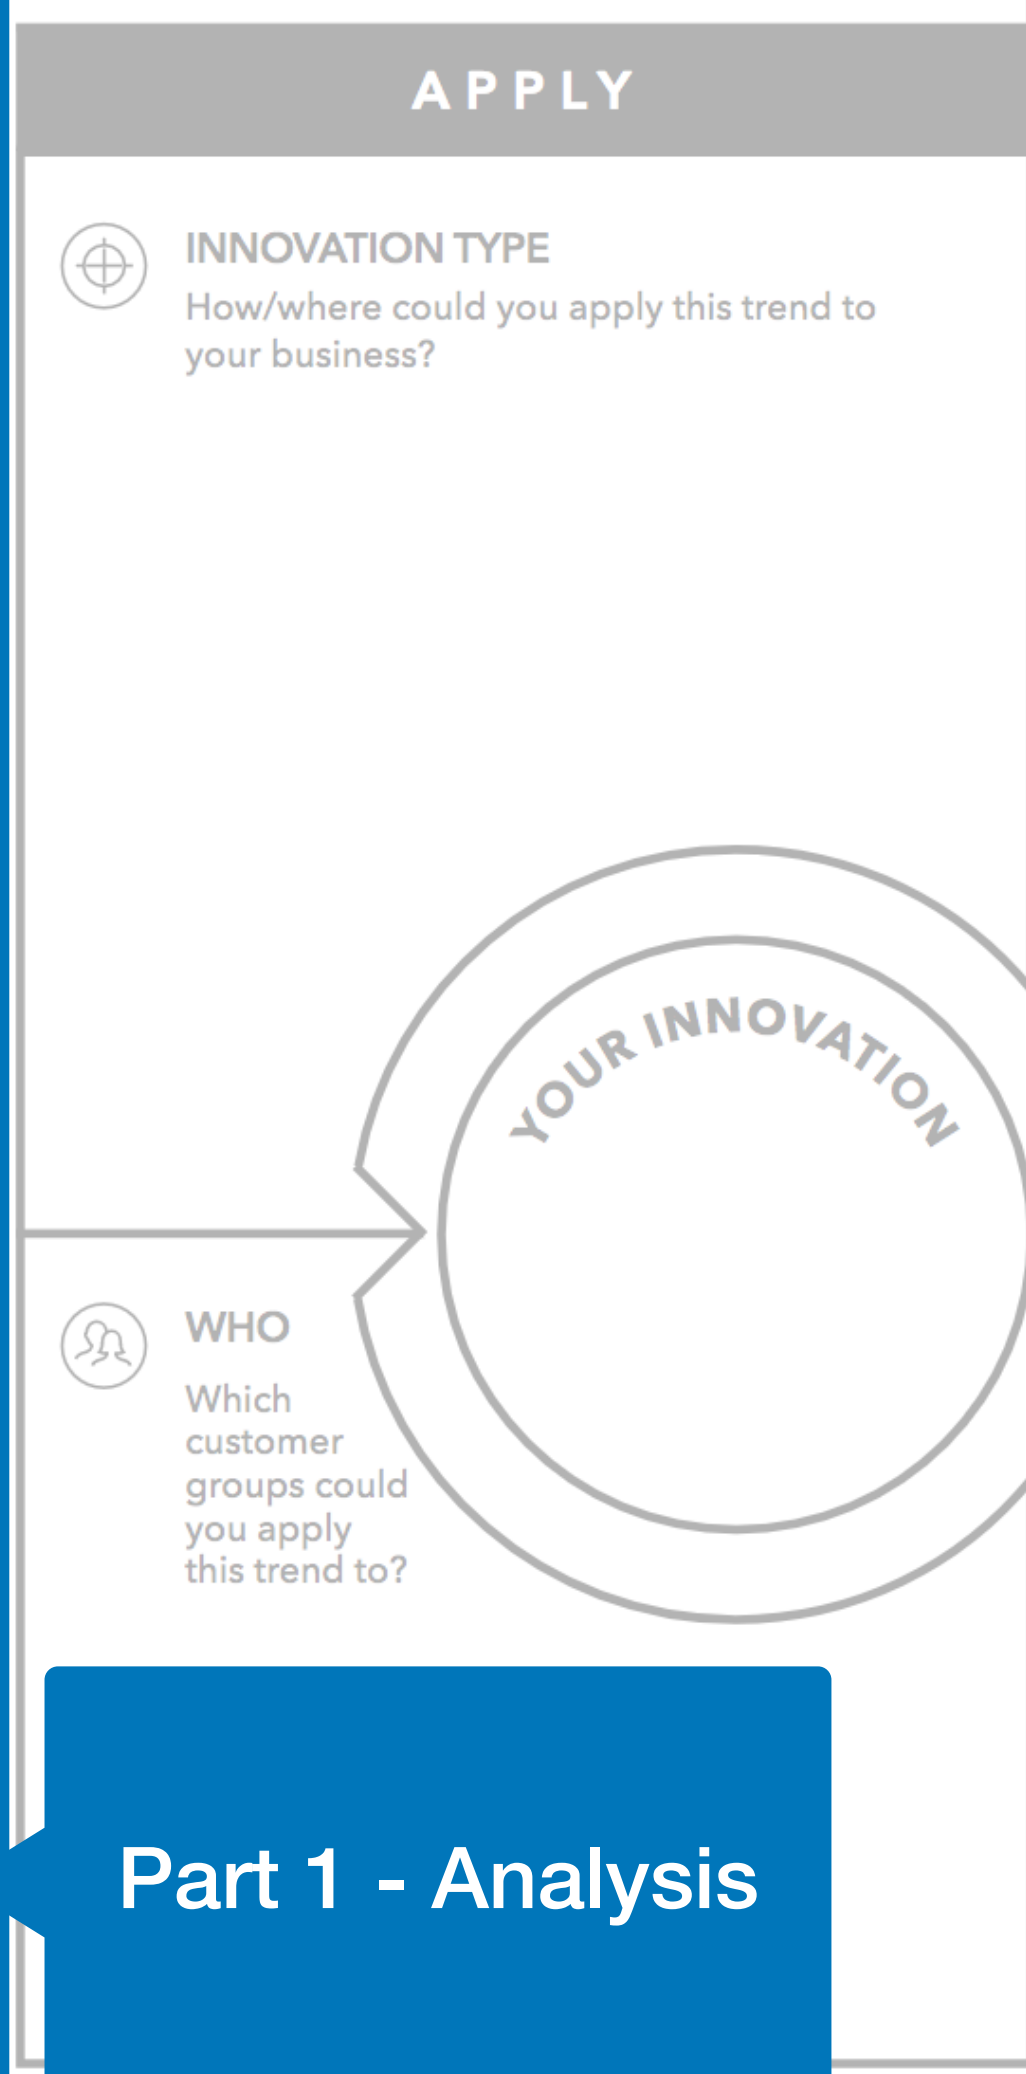 APPLY
INNOVATION TYPE
How/where could you apply this trend to
your business?
YOUR INNOVATION
WHO
Which
customer
groups could
you apply
this trend to?
Part 1 - Analysis